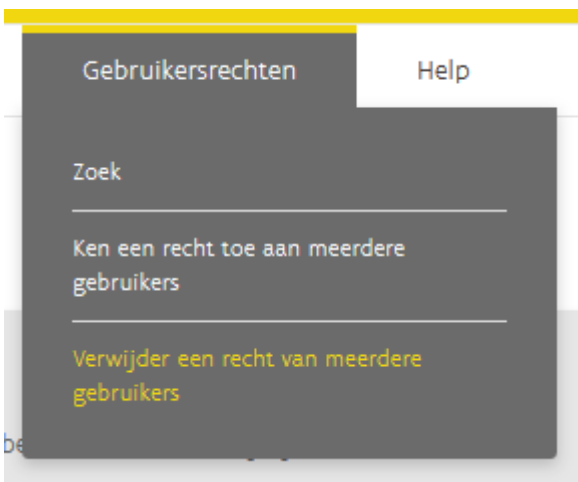 Gebruikersrechten Help
Zoek
Ken een recht toe aan meerdere
gebruikers
Verwijder een recht van meerdere
gebruikers